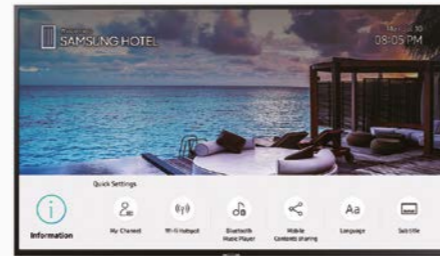 SAMSUNG HOTEL
08:05 PM
Quick Settings
Information
My Channel
Wi-Fi Hotspot
Bluetooth
Music Player
Mobile
Contents sharing
Aa
Language
Subtitle